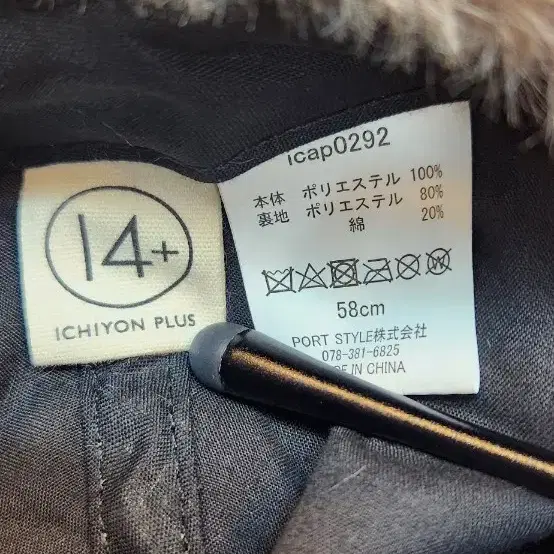 14+
ICHIYON PLUS
icap0292
本体 ポリエステル 100%
裏地 ポリエステル 80%
綿 20%
58cm
PORT STYLE株式会社
078-381-6825
E IN CHINA